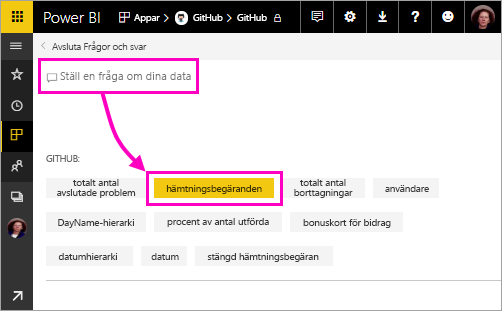 Power BI Appar > GitHub > GitHub
Avsluta Frågor och svar
Ställ en fråga om dina data
GITHUB:
totalt antal
avslutade problem
hämtningsbegäranden
totalt antal
borttagningar
användare
DayName-hierarki
procent av antal utförda
bonuskort för bidrag
datumhierarki
datum
stängd hämtningsbegäran